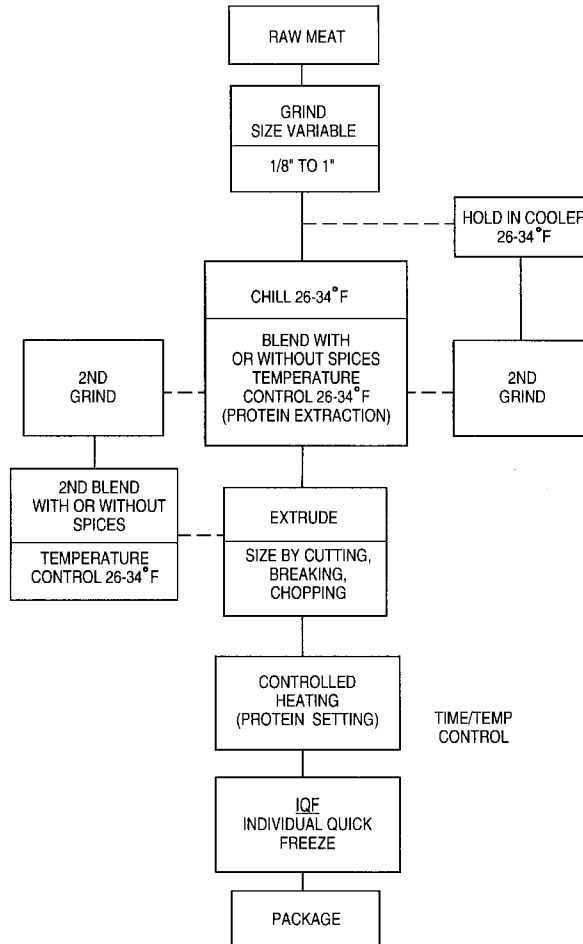 RAW MEAT
GRIND
SIZE VARIABLE
1/8" TO 1"
HOLD IN COOLER
26-34°F
CHILL 26-34°F
BLEND WITH
OR WITHOUT SPICES
TEMPERATURE
CONTROL 26-34°F
(PROTEIN EXTRACTION)
2ND
GRIND
2ND
GRIND
2ND BLEND
WITH OR WITHOUT
SPICES
TEMPERATURE
CONTROL 26-34°F
EXTRUDE
SIZE BY CUTTING,
BREAKING,
CHOPPING
CONTROLLED
HEATING
(PROTEIN SETTING)
TIME/TEMP
CONTROL
IQF
INDIVIDUAL QUICK
FREEZE
PACKAGE